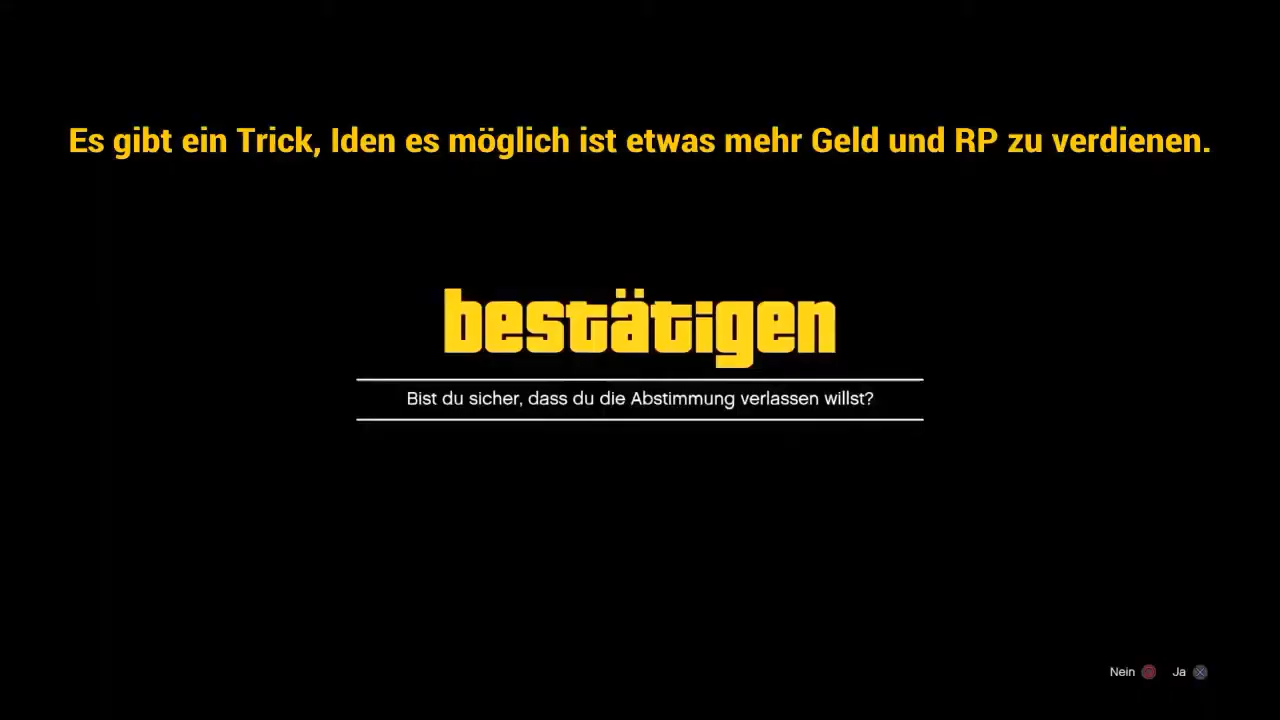 Es gibt ein Trick, Iden es möglich ist etwas mehr Geld und RP zu verdienen.
bestätigen
Bist du sicher, dass du die Abstimmung verlassen willst?
Nein Ja